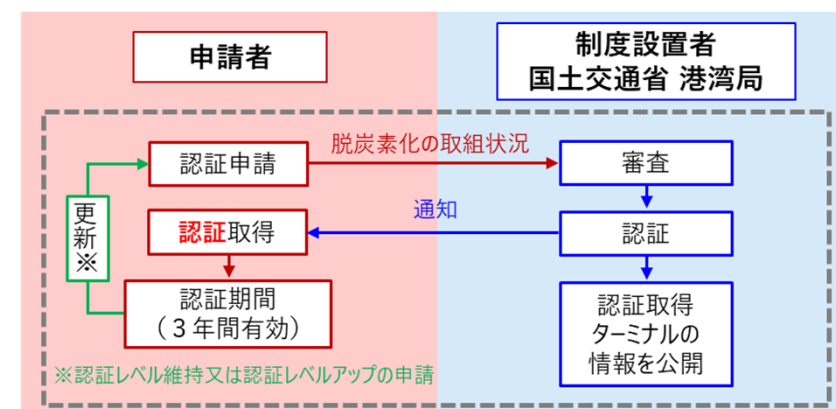 申請者
制度設置者
国土交通省 港湾局
認証申請
脱炭素化の取組状況
審査
更新※
通知
認証取得
認証
認証期間
（３年間有効）
認証取得
ターミナルの
情報を公開
※認証レベル維持又は認証レベルアップの申請